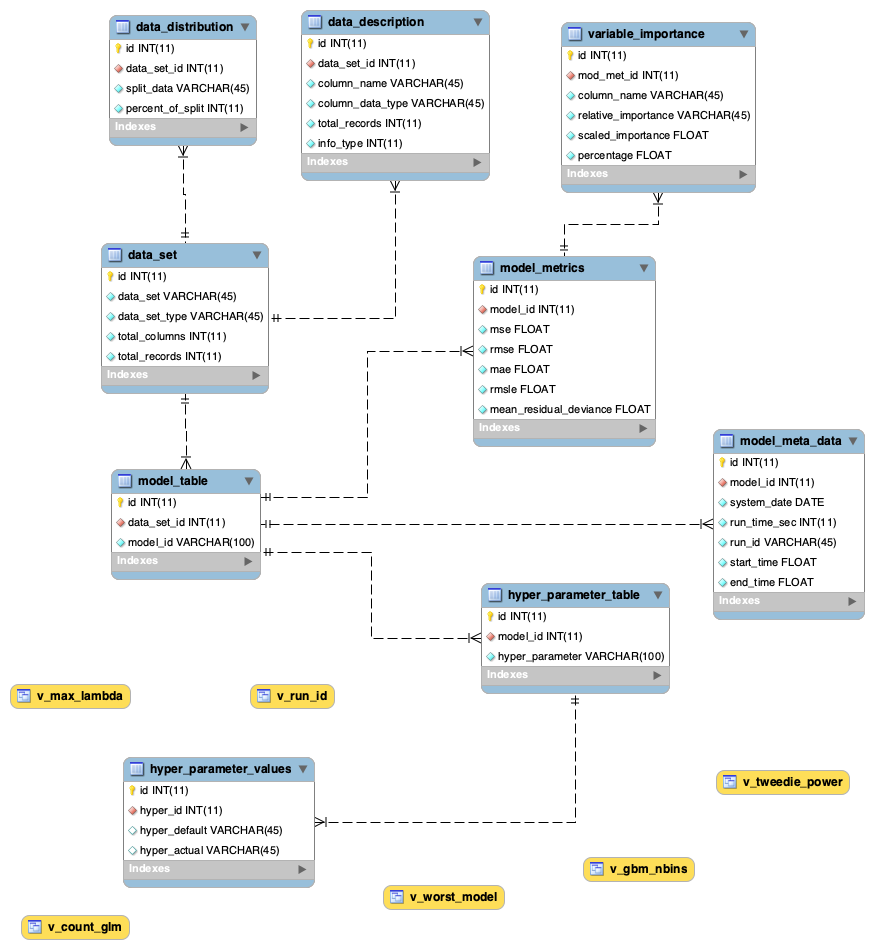 data_distribution
id INT(11)
data_set_id INT(11)
split_data VARCHAR(45)
percent_of_split INT(11)
Indexes
data_description
id INT(11)
data_set_id INT(11)
column_name VARCHAR(45)
column_data_type VARCHAR(45)
total_records INT(11)
info_type INT(11)
Indexes
variable_importance
id INT(11)
mod_met_id INT(11)
column_name VARCHAR(45)
relative_importance VARCHAR(45)
scaled_importance FLOAT
percentage FLOAT
Indexes
data_set
id INT(11)
data_set VARCHAR(45)
data_set_type VARCHAR(45)
total_columns INT(11)
total_records INT(11)
Indexes
model_metrics
id INT(11)
model_id INT(11)
mse FLOAT
rmse FLOAT
mae FLOAT
rmsle FLOAT
mean_residual_deviance FLOAT
Indexes
model_table
id INT(11)
data_set_id INT(11)
model_id VARCHAR(100)
Indexes
model_meta_data
id INT(11)
model_id INT(11)
system_date DATE
run_time_sec INT(11)
run_id VARCHAR(45)
start_time FLOAT
end_time FLOAT
Indexes
hyper_parameter_table
id INT(11)
model_id INT(11)
hyper_parameter VARCHAR(100)
Indexes
v_max_lambda
v_run_id
hyper_parameter_values
id INT(11)
hyper_id INT(11)
hyper_default VARCHAR(45)
hyper_actual VARCHAR(45)
Indexes
v_tweedie_power
v_gbm_nbins
v_worst_model
v_count_glm